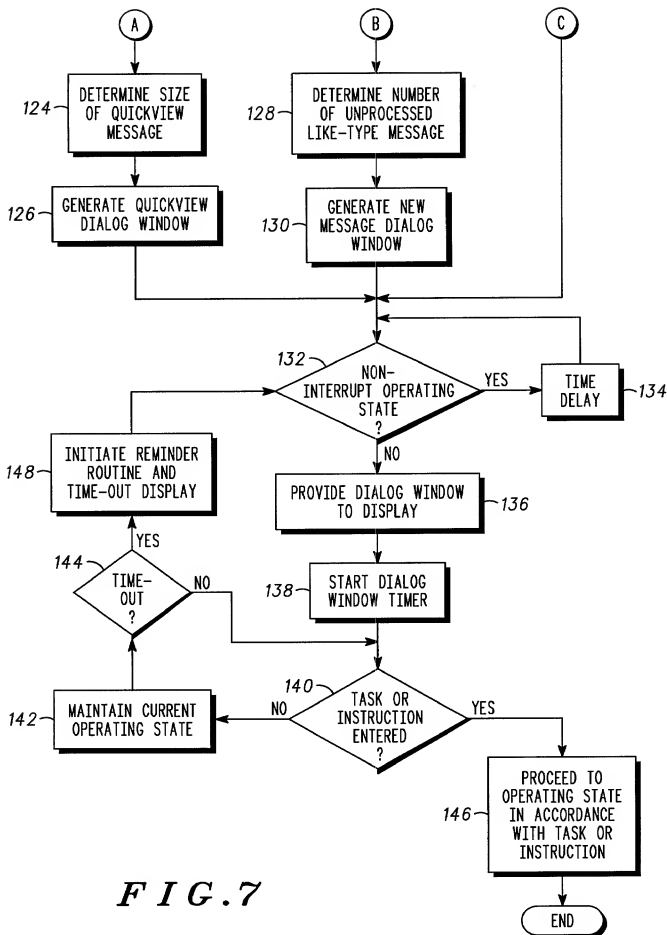 A
B
C
124
DETERMINE SIZE
OF QUICKVIEW
MESSAGE
128
DETERMINE NUMBER
OF UNPROCESSED
LIKE-TYPE MESSAGE
126
GENERATE QUICKVIEW
DIALOG WINDOW
130
GENERATE NEW
MESSAGE DIALOG
WINDOW
132
NON-
INTERRUPT OPERATING
STATE
?
YES
TIME
DELAY
134
NO
148
INITIATE REMINDER
ROUTINE AND
TIME-OUT DISPLAY
PROVIDE DIALOG WINDOW
TO DISPLAY
136
YES
144
TIME-
OUT
?
NO
138
START DIALOG
WINDOW TIMER
142
MAINTAIN CURRENT
OPERATING STATE
NO
140
TASK OR
INSTRUCTION
ENTERED
?
YES
146
PROCEED TO
OPERATING STATE
IN ACCORDANCE
WITH TASK OR
INSTRUCTION
END
FIG.7